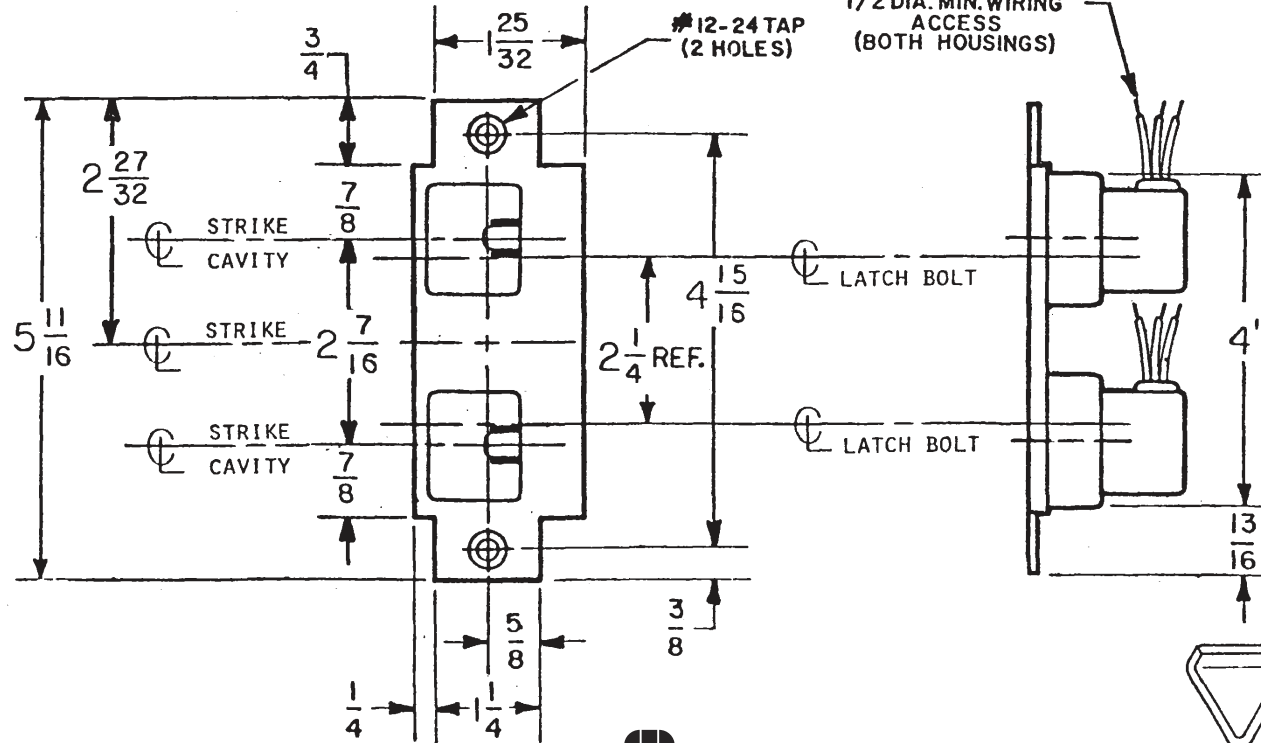 1/2 DIA. MIN. WIRING
ACCESS
(BOTH HOUSINGS)
#12-24 TAP
(2 HOLES)
1 25/32
3/4
2 27/32
7/8
STRIKE
CAVITY
℄
LATCH BOLT
℄
4 15/16
5 11/16
STRIKE
℄
2 7/16
2 1/4 REF.
4'
STRIKE
CAVITY
℄
LATCH BOLT
℄
7/8
13/16
3/8
5/8
1/4
1 1/4